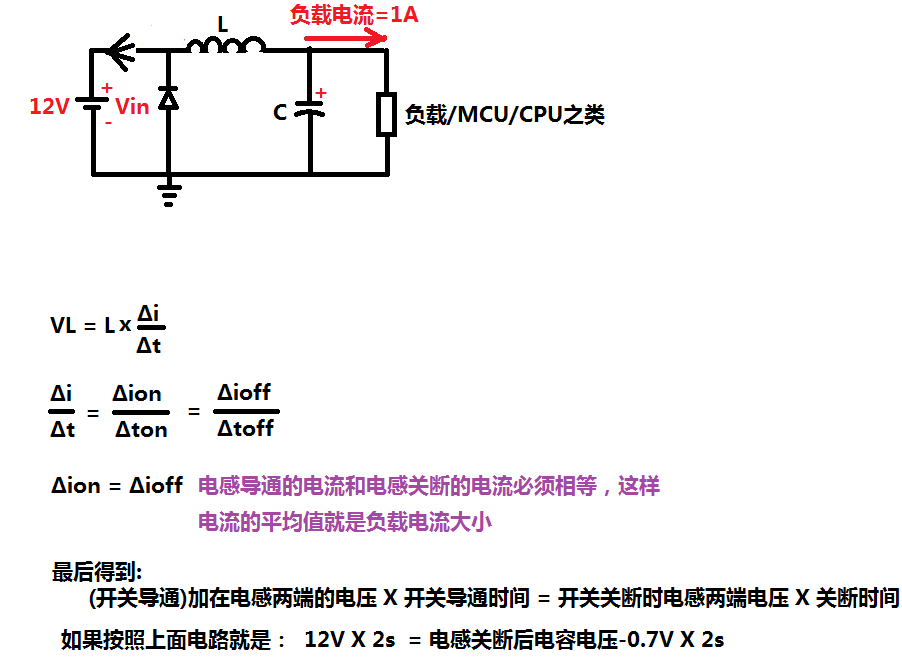 负载电流=1A
L
12V
+
Vin
-
C
+
负载/MCU/CPU之类
VL = L x Δi/Δt
Δi/Δt = Δion/Δton = Δioff/Δtoff
Δion = Δioff 电感导通的电流和电感关断的电流必须相等，这样
电流的平均值就是负载电流大小
最后得到:
(开关导通)加在电感两端的电压 X 开关导通时间 = 开关关断时电感两端电压 X 关断时间
如果按照上面电路就是： 12V X 2s = 电感关断后电容电压-0.7V X 2s